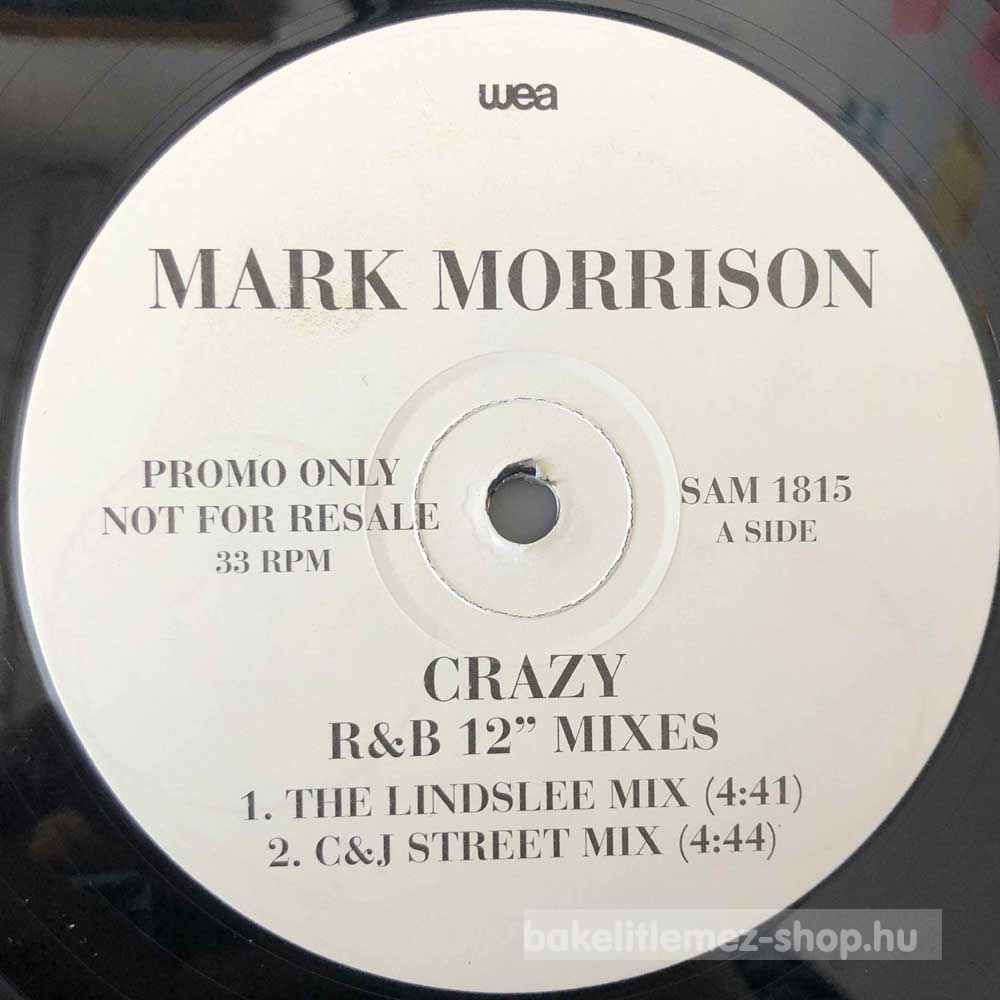 wea
MARK MORRISON
PROMO ONLY
NOT FOR RESALE
33 RPM
SAM 1815
A SIDE
CRAZY
R&B 12” MIXES
1. THE LINDSLEE MIX (4:41)
2. C&J STREET MIX (4:44)
bakelitlemez-shop.hu